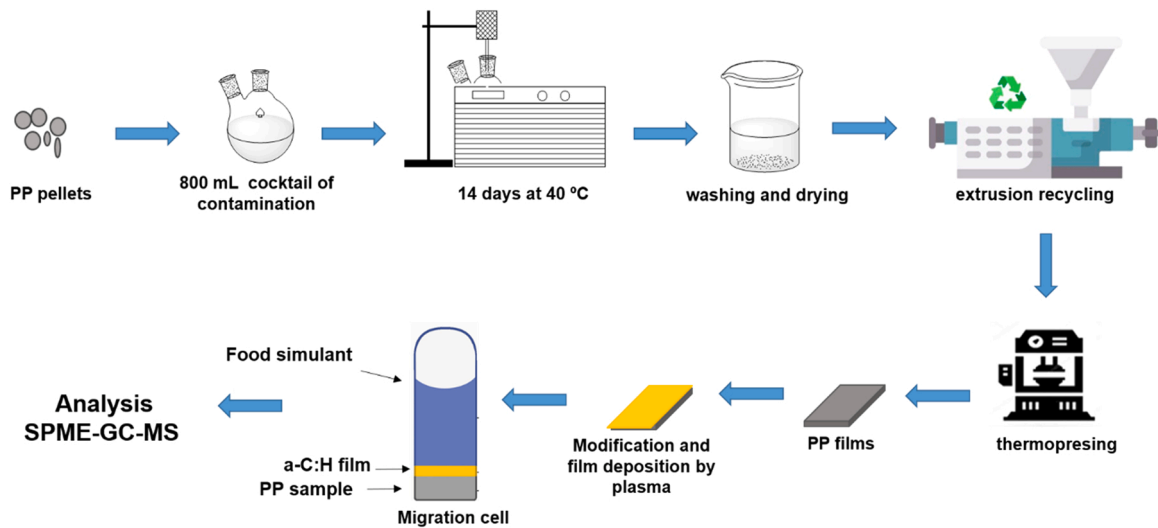 PP pellets
800 mL cocktail of
contamination
14 days at 40 ºC
washing and drying
extrusion recycling
thermopresing
PP films
Modification and
film deposition by
plasma
Food simulant
a-C:H film
PP sample
Migration cell
Analysis
SPME-GC-MS